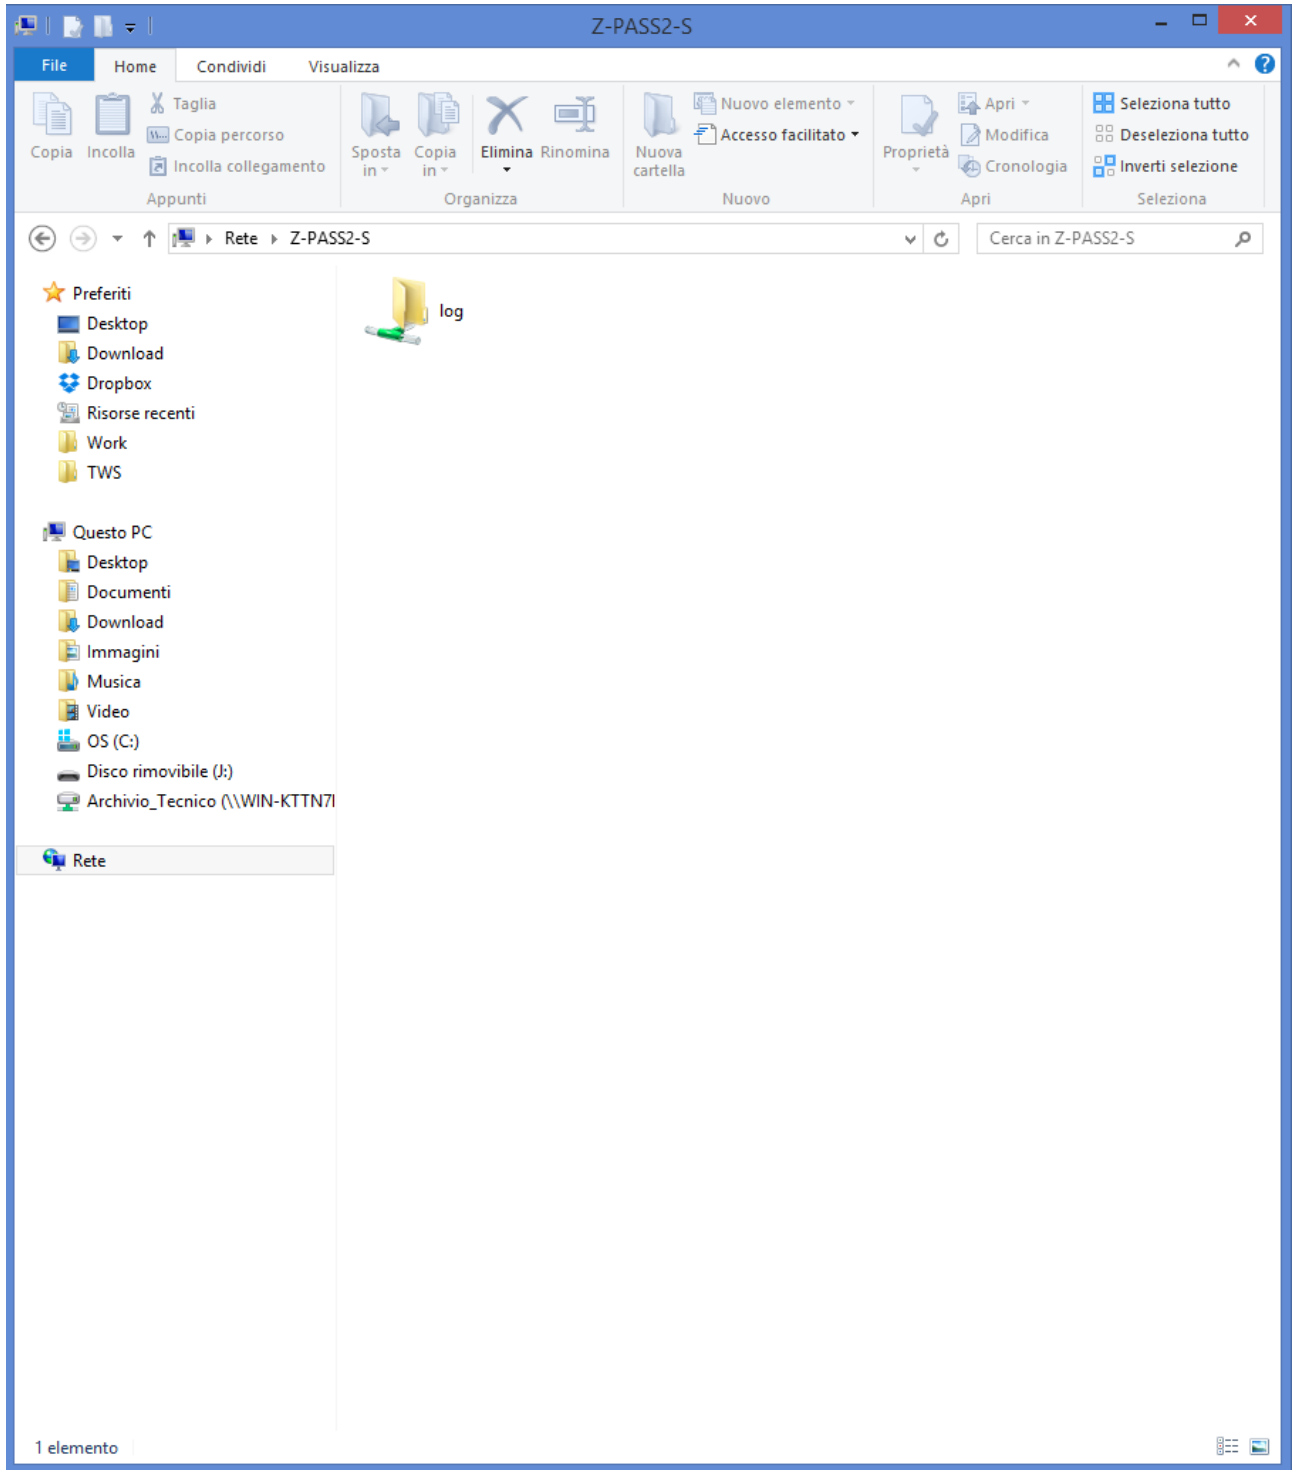 Z-PASS2-S
File Home Condividi Visualizza
Copia
Incolla
Taglia
Copia percorso
Incolla collegamento
Appunti
Sposta in
Copia in
Elimina
Rinomina
Organizza
Nuova cartella
Nuovo elemento
Accesso facilitato
Nuovo
Proprietà
Apri
Modifica
Cronologia
Apri
Seleziona tutto
Deseleziona tutto
Inverti selezione
Seleziona
Rete Z-PASS2-S
Cerca in Z-PASS2-S
Preferiti
Desktop
Download
Dropbox
Risorse recenti
Work
TWS
Questo PC
Desktop
Documenti
Download
Immagini
Musica
Video
OS (C:)
Disco rimovibile (J:)
Archivio_Tecnico (\\WIN-KTTN7
Rete
log
1 elemento